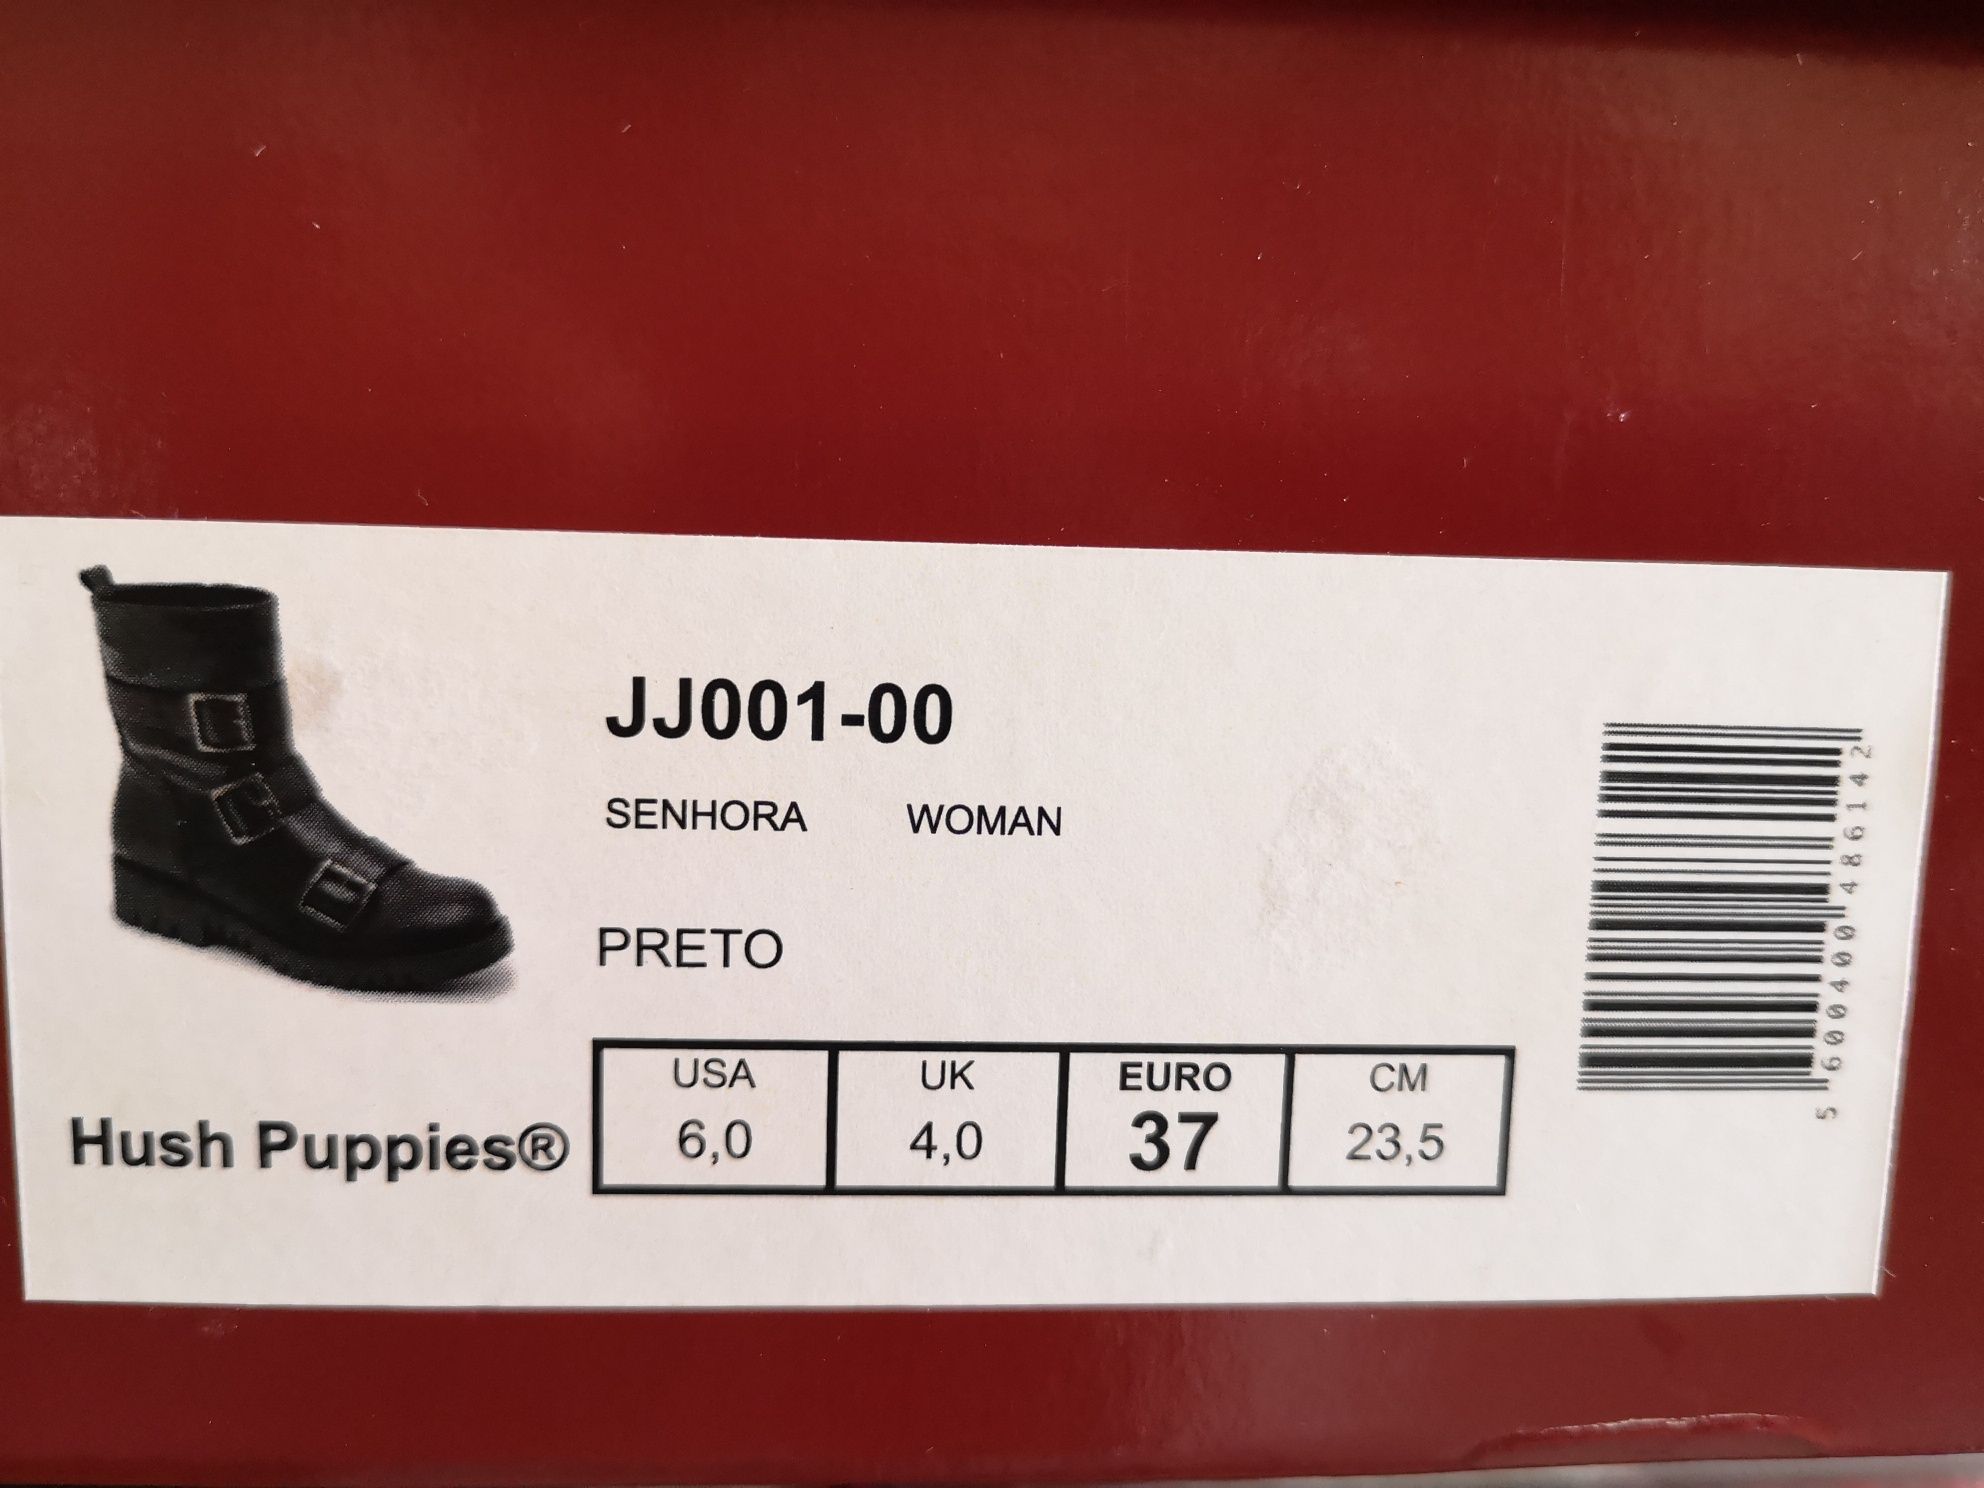 JJ001-00
SENHORA WOMAN
PRETO
USA UK EURO CM
6,0 4,0 37 23,5
Hush Puppies®
5 600400 486142